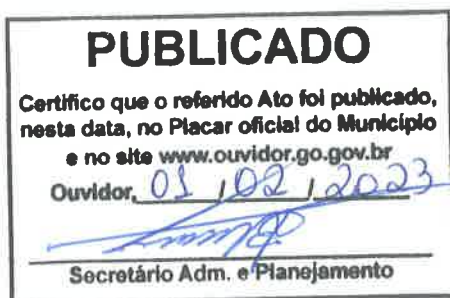 PUBLICADO
Certifico que o referido Ato foi publicado,
nesta data, no Placar oficial do Município
e no site www.ouvidor.go.gov.br
Ouvidor, 01 / 02 / 2023
Secretário Adm. e Planejamento